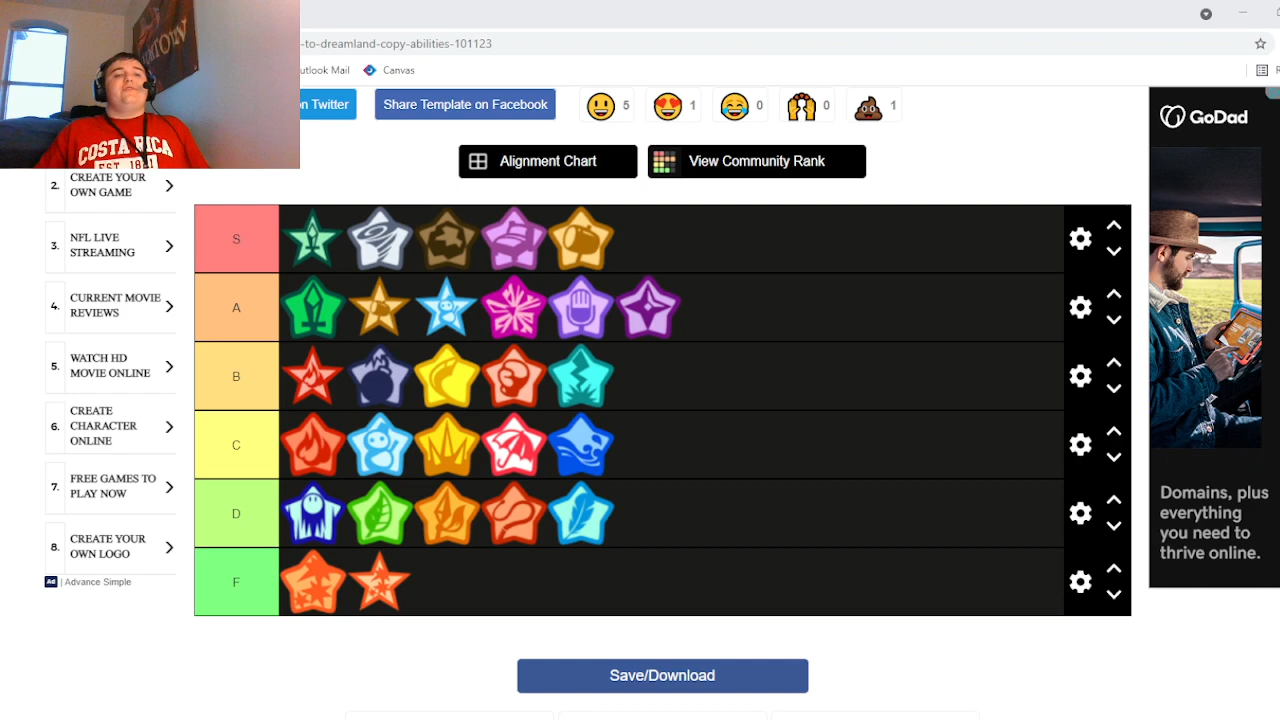 -to-dreamland-copy-abilities-101123
utlook Mail
Canvas
on Twitter
Share Template on Facebook
5
1
0
0
1
Alignment Chart
View Community Rank
COSTA RICA
2. CREATE YOUR
OWN GAME
3. NFL LIVE
STREAMING
4. CURRENT MOVIE
REVIEWS
5. WATCH HD
MOVIE ONLINE
6. CREATE
CHARACTER
ONLINE
7. FREE GAMES TO
PLAY NOW
8. CREATE YOUR
OWN LOGO
Ad | Advance Simple
S
A
B
C
D
F
Save/Download
GoDad
Domains, plus
everything
you need to
thrive online.